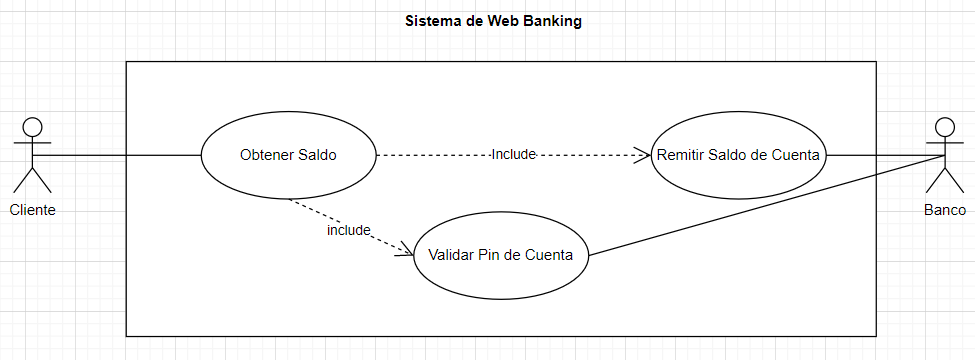 Sistema de Web Banking
Obtener Saldo
Include
Remitir Saldo de Cuenta
Cliente
Banco
include
Validar Pin de Cuenta